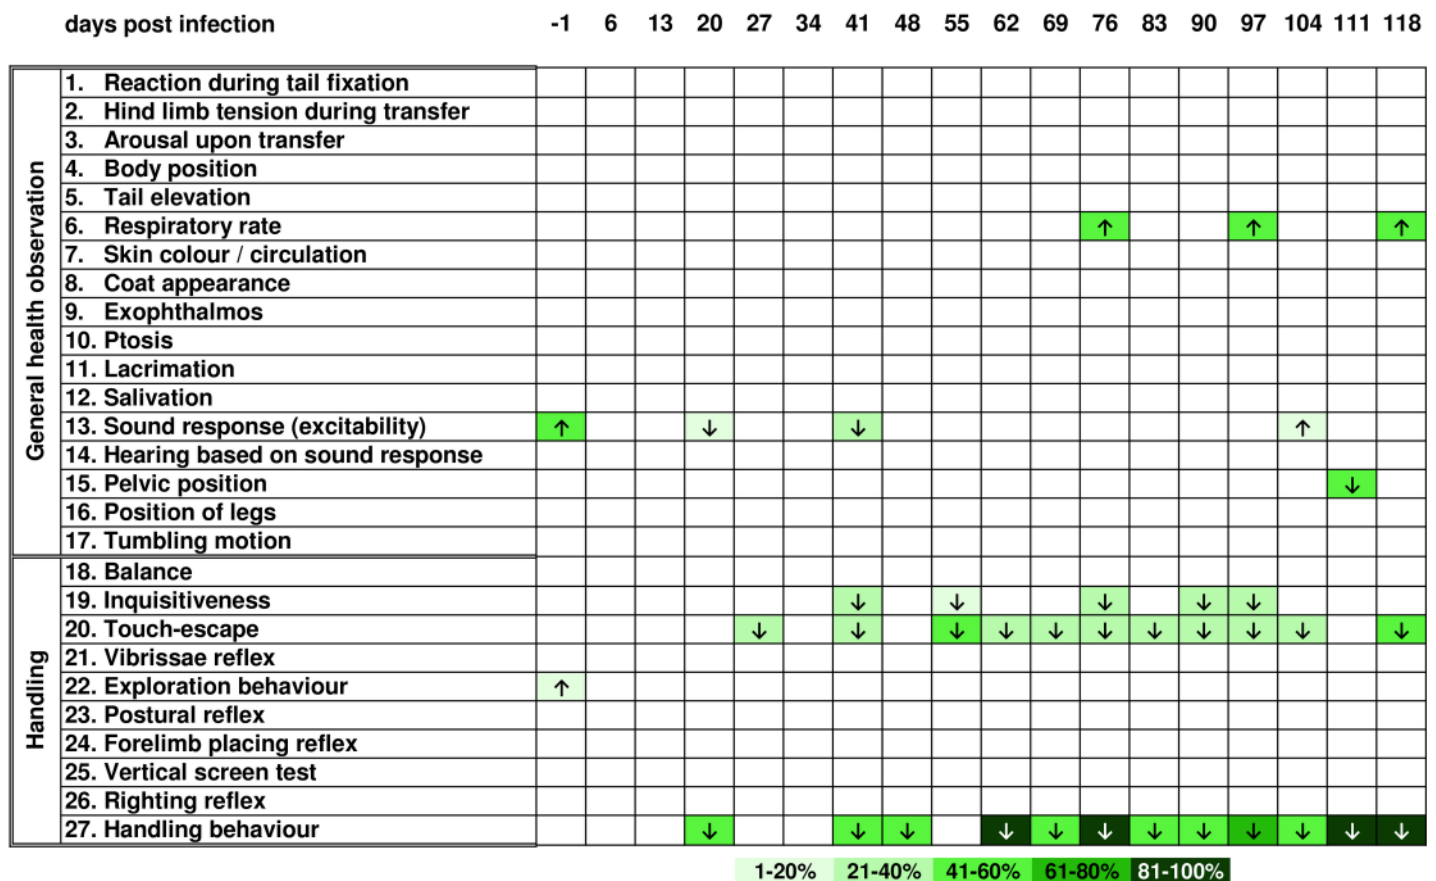 days post infection -1 6 13 20 27 34 41 48 55 62 69 76 83 90 97 104 111 118
General health observation
1. Reaction during tail fixation
2. Hind limb tension during transfer
3. Arousal upon transfer
4. Body position
5. Tail elevation
6. Respiratory rate ↑ ↑ ↑
7. Skin colour / circulation
8. Coat appearance
9. Exophthalmos
10. Ptosis
11. Lacrimation
12. Salivation
13. Sound response (excitability) ↑ ↓ ↓ ↑
14. Hearing based on sound response
15. Pelvic position ↓
16. Position of legs
17. Tumbling motion
Handling
18. Balance
19. Inquisitiveness ↓ ↓ ↓ ↓ ↓
20. Touch-escape ↓ ↓ ↓ ↓ ↓ ↓ ↓ ↓ ↓ ↓ ↓
21. Vibrissae reflex
22. Exploration behaviour ↑
23. Postural reflex
24. Forelimb placing reflex
25. Vertical screen test
26. Righting reflex
27. Handling behaviour ↓ ↓ ↓ ↓ ↓ ↓ ↓ ↓ ↓ ↓ ↓ ↓
1-20% 21-40% 41-60% 61-80% 81-100%